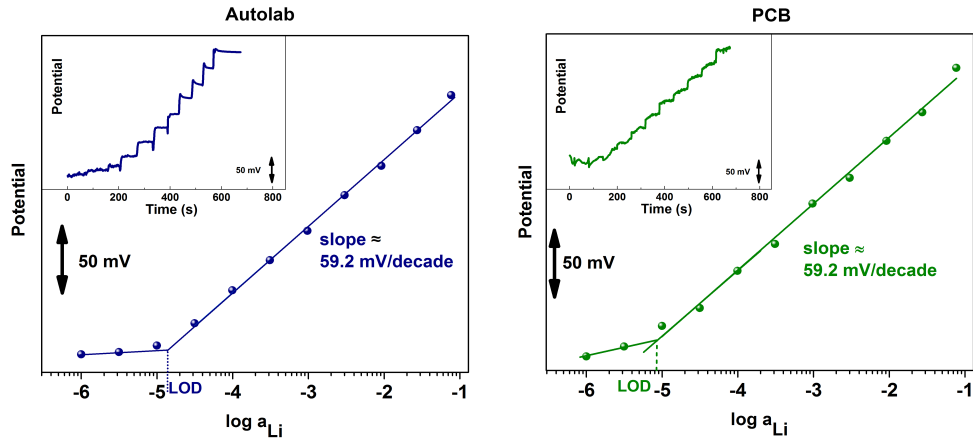 Autolab
Potential
Potential
50 mV
0 200 400 600 800
Time (s)
50 mV
slope ≈
59.2 mV/decade
LOD
-6 -5 -4 -3 -2 -1
log aLi
PCB
Potential
Potential
50 mV
0 200 400 600 800
Time (s)
50 mV
slope ≈
59.2 mV/decade
LOD
-6 -5 -4 -3 -2 -1
log aLi